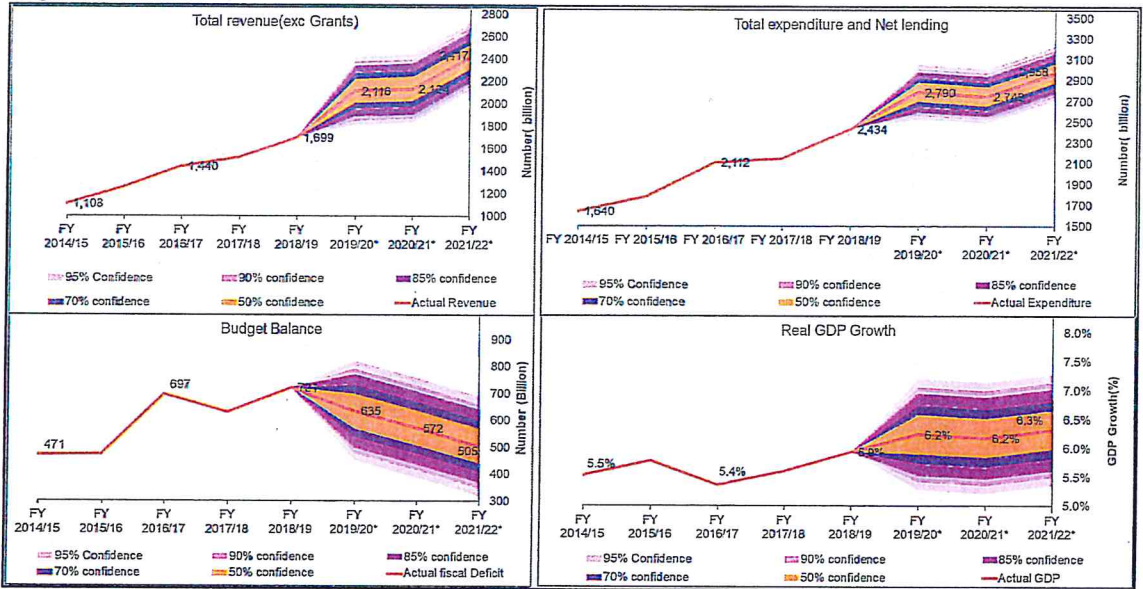 Total revenue(exc Grants)
2800
2600
2400
2200
2000
1800
1600
1400
1200
1000
Number( billion)
1,108
1,440
1,699
2,116
FY 2014/15
FY 2015/16
FY 2015/17
FY 2017/18
FY 2018/19
FY 2019/20*
FY 2020/21*
FY 2021/22*
95% Confidence
90% confidence
85% confidence
70% confidence
50% confidence
Actual Revenue
Total expenditure and Net lending
3500
3300
3100
2900
2700
2500
2300
2100
1900
1700
1500
Number( billion)
1,640
2,112
2,434
2,790
FY 2014/15
FY 2015/16
FY 2016/17
FY 2017/18
FY 2018/19
FY 2019/20*
FY 2020/21*
FY 2021/22*
95% Confidence
90% confidence
85% confidence
70% confidence
50% confidence
Actual Expenditure
Budget Balance
900
800
700
600
500
400
300
Number (Billion)
471
697
635
572
505
FY 2014/15
FY 2015/16
FY 2016/17
FY 2017/18
FY 2018/19
FY 2019/20*
FY 2020/21*
FY 2021/22*
95% Confidence
90% confidence
85% confidence
70% confidence
50% confidence
Actual fiscal Deficit
Real GDP Growth
8.0%
7.5%
7.0%
6.5%
6.0%
5.5%
5.0%
GDP Growth(%)
5.5%
5.4%
6.2%
6.2%
6.3%
FY 2014/15
FY 2015/16
FY 2016/17
FY 2017/18
FY 2018/19
FY 2019/20*
FY 2020/21*
FY 2021/22*
95% Confidence
90% confidence
85% confidence
70% confidence
50% confidence
Actual GDP